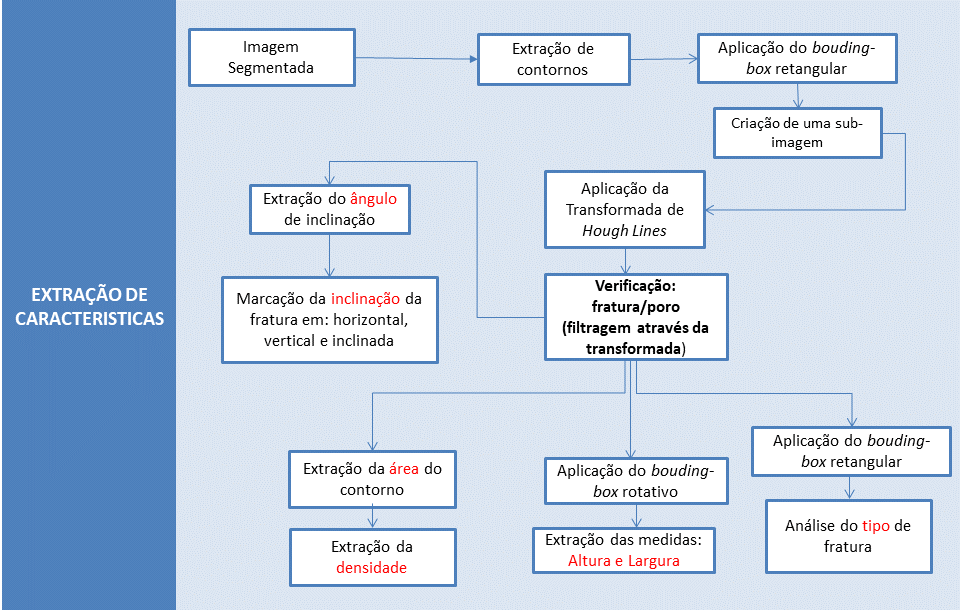 EXTRAÇÃO DE
CARACTERISTICAS
Imagem
Segmentada
Extração de
contornos
Aplicação do bouding-
box retangular
Criação de uma sub-
imagem
Aplicação da
Transformada de
Hough Lines
Verificação:
fratura/poro
(filtragem através da
transformada)
Extração do ângulo
de inclinação
Marcação da inclinação da
fratura em: horizontal,
vertical e inclinada
Extração da área do
contorno
Extração da
densidade
Aplicação do bouding-
box rotativo
Extração das medidas:
Altura e Largura
Aplicação do bouding-
box retangular
Análise do tipo de
fratura